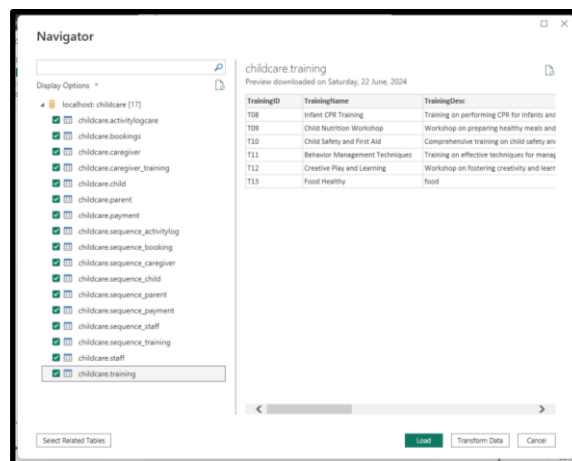 Navigator
Display Options
localhost: childcare [17]
childcare.activitylogcare
childcare.bookings
childcare.caregiver
childcare.caregiver_training
childcare.child
childcare.parent
childcare.payment
childcare.sequence_activitylog
childcare.sequence_booking
childcare.sequence_caregiver
childcare.sequence_child
childcare.sequence_parent
childcare.sequence_payment
childcare.sequence_staff
childcare.sequence_training
childcare.staff
childcare.training
childcare.training
Preview downloaded on Saturday, 22 June, 2024
TrainingID TrainingName TrainingDesc
T08 Infant CPR Training Training on performing CPR for infants and
T09 Child Nutrition Workshop Workshop on preparing healthy meals and
T10 Child Safety and First Aid Comprehensive training on child safety and
T11 Behavior Management Techniques Training on effective techniques for manag
T12 Creative Play and Learning Workshop on fostering creativity and learn
T13 Food Healthy food
Select Related Tables
Load Transform Data Cancel